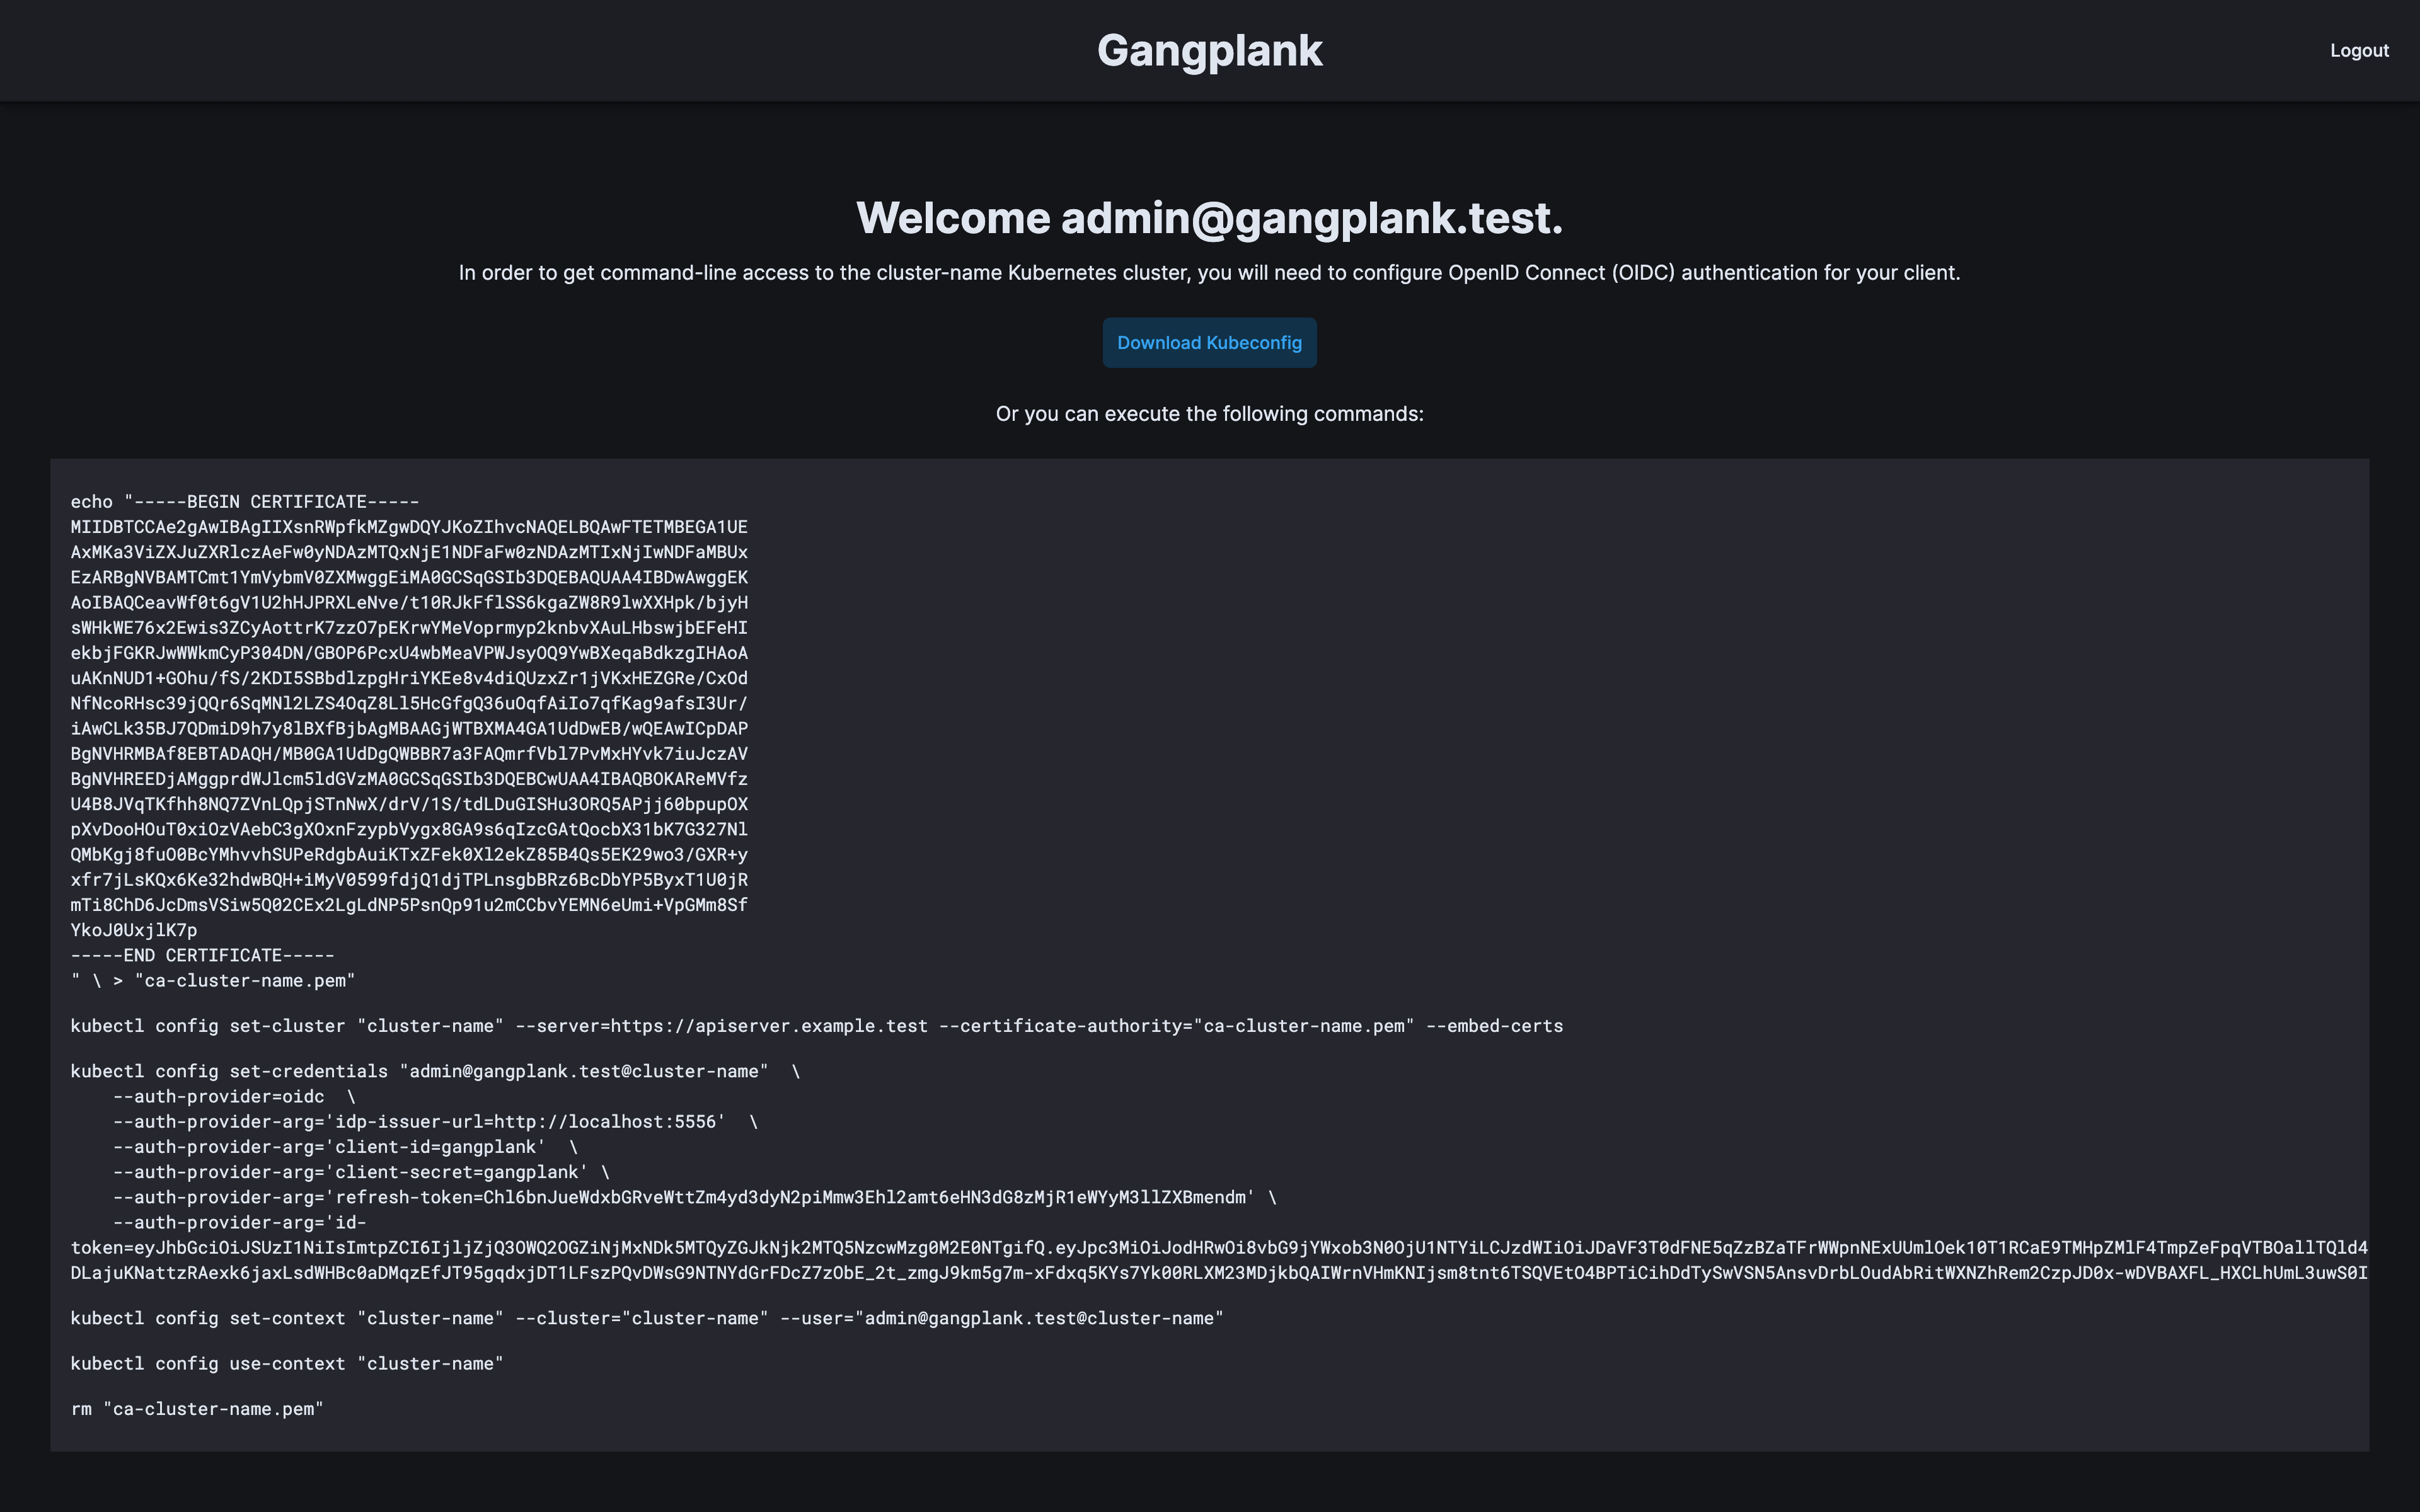 Gangplank
Logout
Welcome admin@gangplank.test.
In order to get command-line access to the cluster-name Kubernetes cluster, you will need to configure OpenID Connect (OIDC) authentication for your client.
Download Kubeconfig
Or you can execute the following commands:
echo "-----BEGIN CERTIFICATE-----
MIIDBTCCAe2gAwIBAgIIXsnRWpfkMZgwDQYJKoZIhvcNAQELBQAwFTETMBEGA1UE
AxMKa3ViZXJuZXRlczAeFw0yNDAzMTQxNjE1NDFaFw0zNDAzMTIxNjIwNDFaMBUx
EzARBgNVBAMTCmt1YmVybmV0ZXMwggEiMA0GCSqGSIb3DQEBAQUAA4IBDwAwggEK
AoIBAQCeavWf0t6gV1U2hHJPRXLeNve/t10RJkFflSS6kgaZW8R9lwXXHpk/bjyH
sWHkWE76x2Ewis3ZCyAottrK7zzO7pEKrwYMeVoprmyp2knbvXAuLHbswjbEFeHI
ekbjFGKRJwWWkmCyP304DN/GBOP6PcxU4wbMeaVPWJsyOQ9YwBXeqaBdkzgIHAoA
uAKnNUD1+GOhu/fS/2KDI5SBbdlzpgHriYKEe8v4diQUzxZr1jVKxHEZGRe/CxOd
NfNcoRHsc39jQQr6SqMNl2LZS4OqZ8Ll5HcGfgQ36uOqfAiIo7qfKag9afsI3Ur/
iAwCLk35BJ7QDmiD9h7y8lBXfBjbAgMBAAGjWTBXMA4GA1UdDwEB/wQEAwICpDAP
BgNVHRMBAf8EBTADAQH/MB0GA1UdDgQWBBR7a3FAQmrfVbl7PvMxHYvk7iuJczAV
BgNVHREEDjAMggprdWJlcm5ldGVzMA0GCSqGSIb3DQEBCwUAA4IBAQBOKAReMVfz
U4B8JVqTKfhh8NQ7ZVnLQpjSTnNwX/drV/1S/tdLDuGISHu3ORQ5APjj60bpupOX
pXvDooHOuT0xiOzVAebC3gXOxnFzypbVygx8GA9s6qIzcGAtQocbX31bK7G327Nl
QMbKgj8fuO0BcYMhvvhSUPeRdgbAuiKTxZFek0Xl2ekZ85B4Qs5EK29wo3/GXR+y
xfr7jLsKQx6Ke32hdwBQH+iMyV0599fdjQ1djTPLnsgbBRz6BcDbYP5ByxT1U0jR
mTi8ChD6JcDmsVSiw5Q02CEx2LgLdNP5PsnQp91u2mCCbvYEMN6eUmi+VpGMm8Sf
YkoJ0UxjlK7p
-----END CERTIFICATE-----
" \ > "ca-cluster-name.pem"
kubectl config set-cluster "cluster-name" --server=https://apiserver.example.test --certificate-authority="ca-cluster-name.pem" --embed-certs
kubectl config set-credentials "admin@gangplank.test@cluster-name"  \
    --auth-provider=oidc  \
    --auth-provider-arg='idp-issuer-url=http://localhost:5556'  \
    --auth-provider-arg='client-id=gangplank'  \
    --auth-provider-arg='client-secret=gangplank' \
    --auth-provider-arg='refresh-token=Chl6bnJueWdxbGRveWttZm4yd3dyN2piMmw3Ehl2amt6eHN3dG8zMjR1eWYyM3llZXBmendm' \
    --auth-provider-arg='id-
token=eyJhbGciOiJSUzI1NiIsImtpZCI6IjljZjQ3OWQ2OGZiNjMxNDk5MTQyZGJkNjk2MTQ5NzcwMzg0M2E0NTgifQ.eyJpc3MiOiJodHRwOi8vbG9jYWxob3N0OjU1NTYiLCJzdWIiOiJDaVF3T0dFNE5qZzBZaTFrWWpnNExUUmlOek10T1RCaE9TMHpZMlF4TmpZeFpqVTBOallTQld4
DLajuKNattzRAexk6jaxLsdWHBc0aDMqzEfJT95gqdxjDT1LFszPQvDWsG9NTNYdGrFDcZ7zObE_2t_zmgJ9km5g7m-xFdxq5KYs7Yk00RLXM23MDjkbQAIWrnVHmKNIjsm8tnt6TSQVEtO4BPTiCihDdTySwVSN5AnsvDrbLOudAbRitWXNZhRem2CzpJD0x-wDVBAXFL_HXCLhUmL3uwS0I
kubectl config set-context "cluster-name" --cluster="cluster-name" --user="admin@gangplank.test@cluster-name"
kubectl config use-context "cluster-name"
rm "ca-cluster-name.pem"